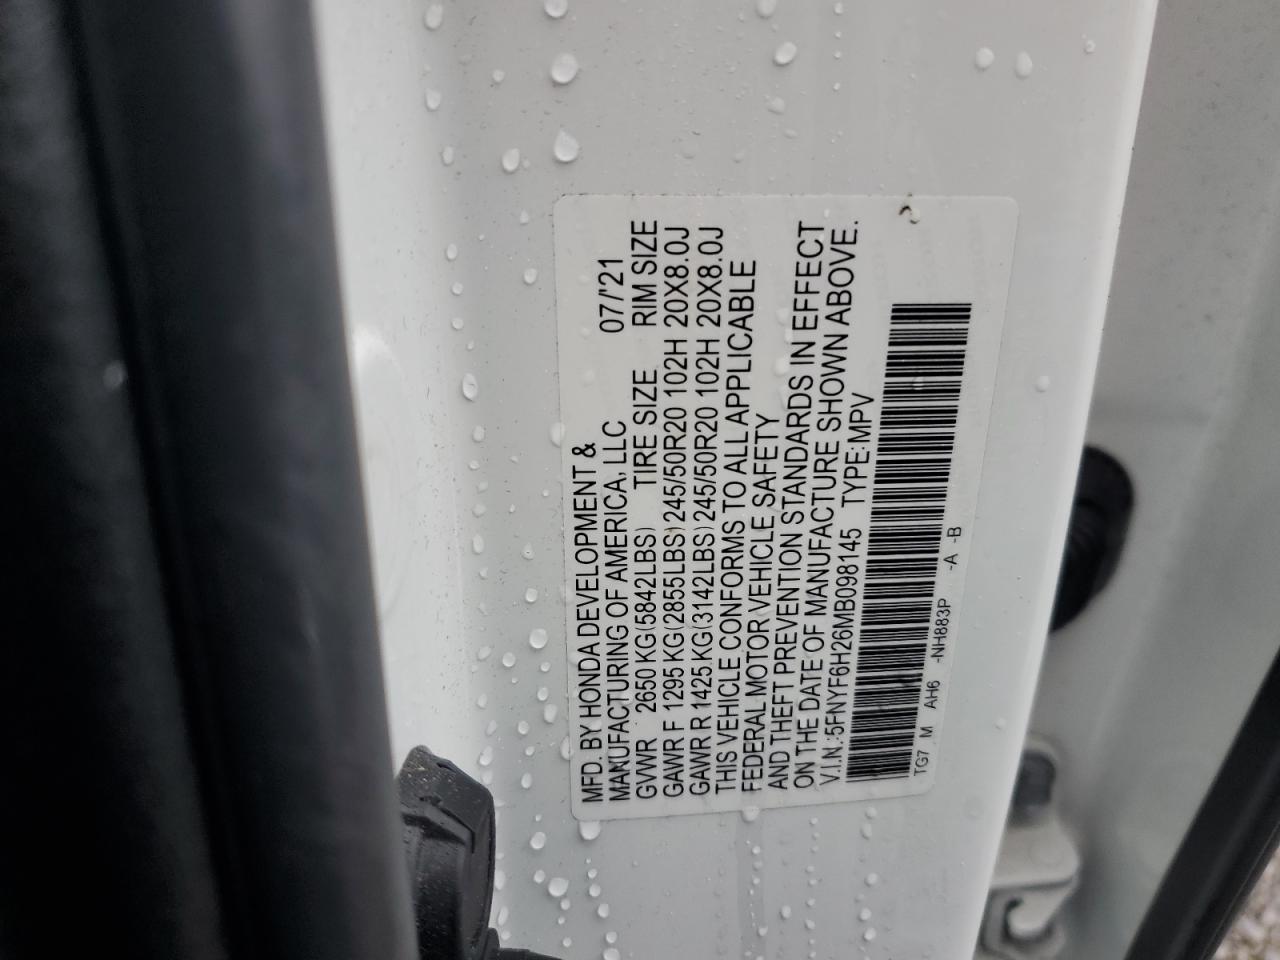 MFD. BY HONDA DEVELOPMENT &
MANUFACTURING OF AMERICA, LLC 07/'21
GVWR 2650 KG(5842LBS) TIRE SIZE RIM SIZE
GAWR F 1295 KG(2855LBS) 245/50R20 102H 20X8.0J
GAWR R 1425 KG(3142LBS) 245/50R20 102H 20X8.0J
THIS VEHICLE CONFORMS TO ALL APPLICABLE
FEDERAL MOTOR VEHICLE SAFETY
AND THEFT PREVENTION STANDARDS IN EFFECT
ON THE DATE OF MANUFACTURE SHOWN ABOVE.
V.I.N.:5FNYF6H26MB098145 TYPE:MPV
TG7 M AH6 -NH883P -A -B